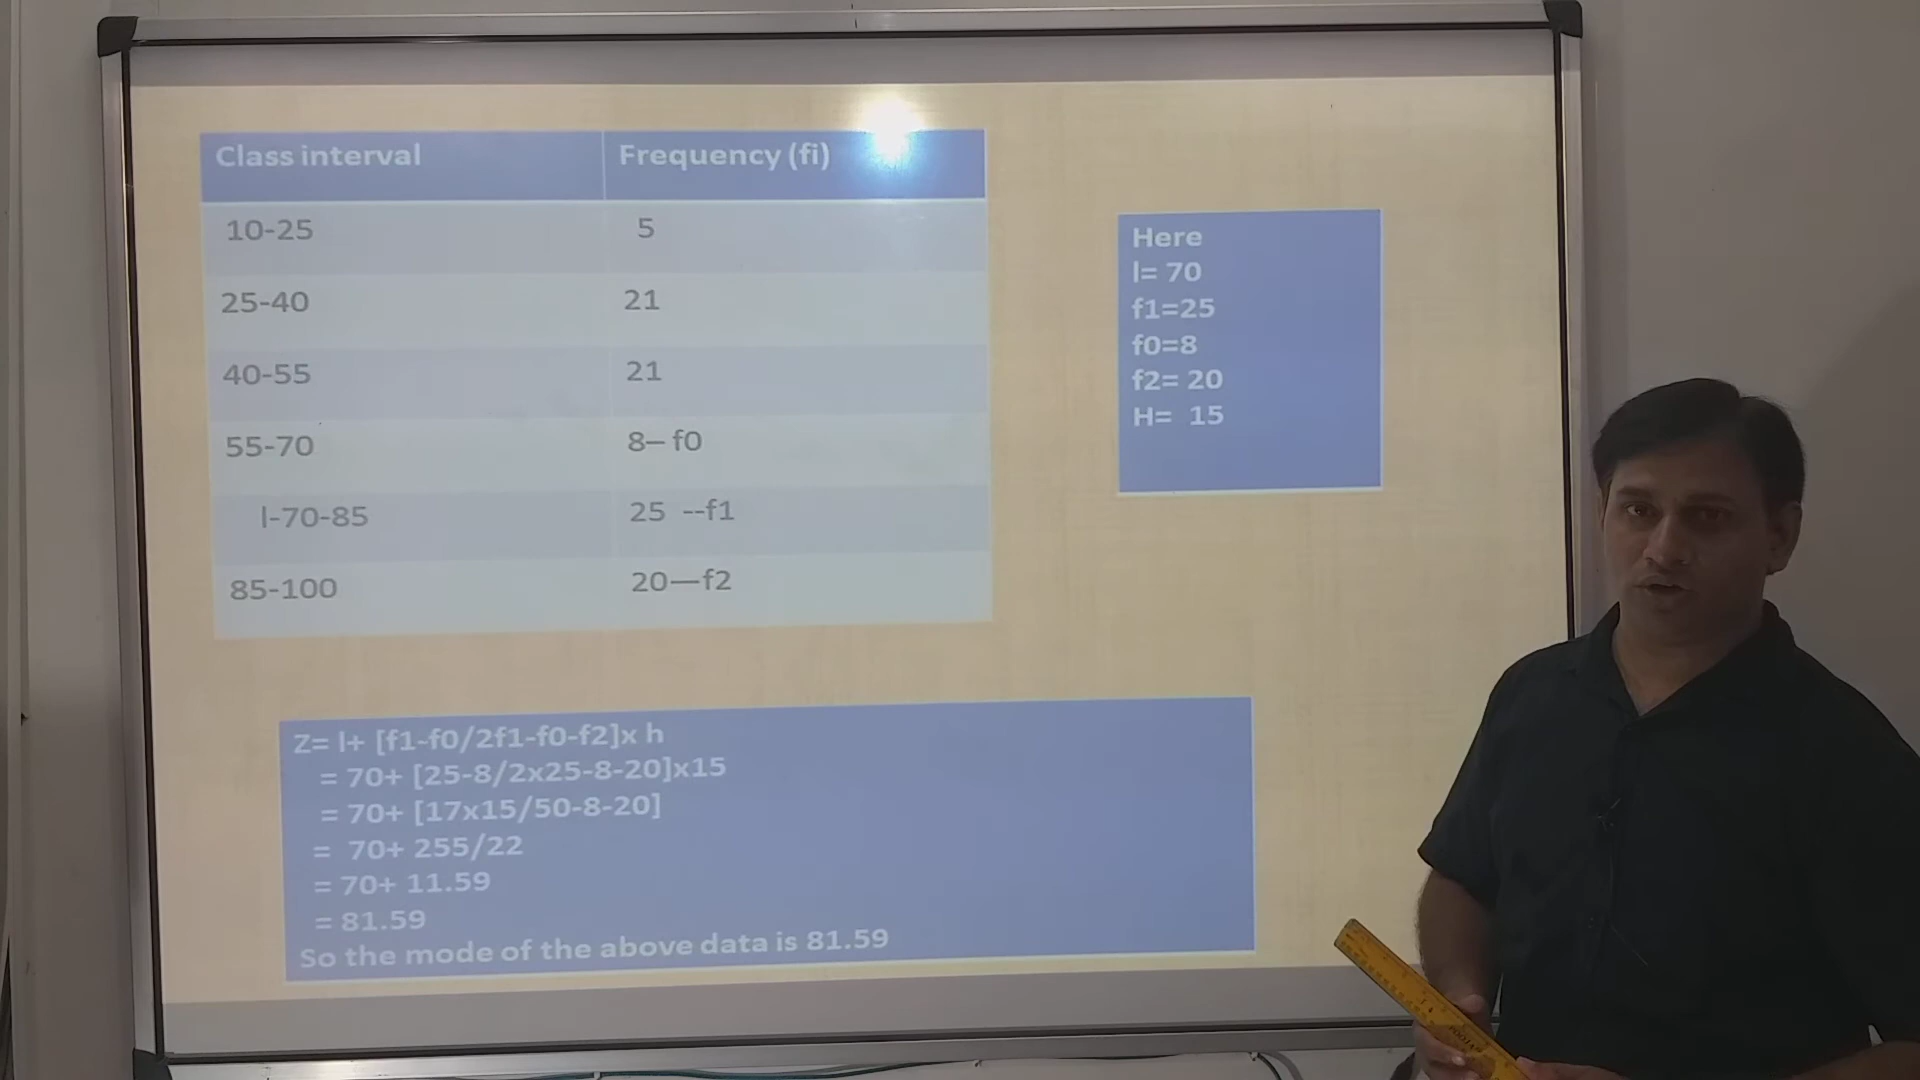 Class interval Frequency (fi)
10-25 5
25-40 21
40-55 21
55-70 8– f0
l-70-85 25 --f1
85-100 20—f2
Here
l= 70
f1=25
f0=8
f2= 20
H= 15
Z= l+ [f1-f0/2f1-f0-f2]x h
= 70+ [25-8/2x25-8-20]x15
= 70+ [17x15/50-8-20]
= 70+ 255/22
= 70+ 11.59
= 81.59
So the mode of the above data is 81.59